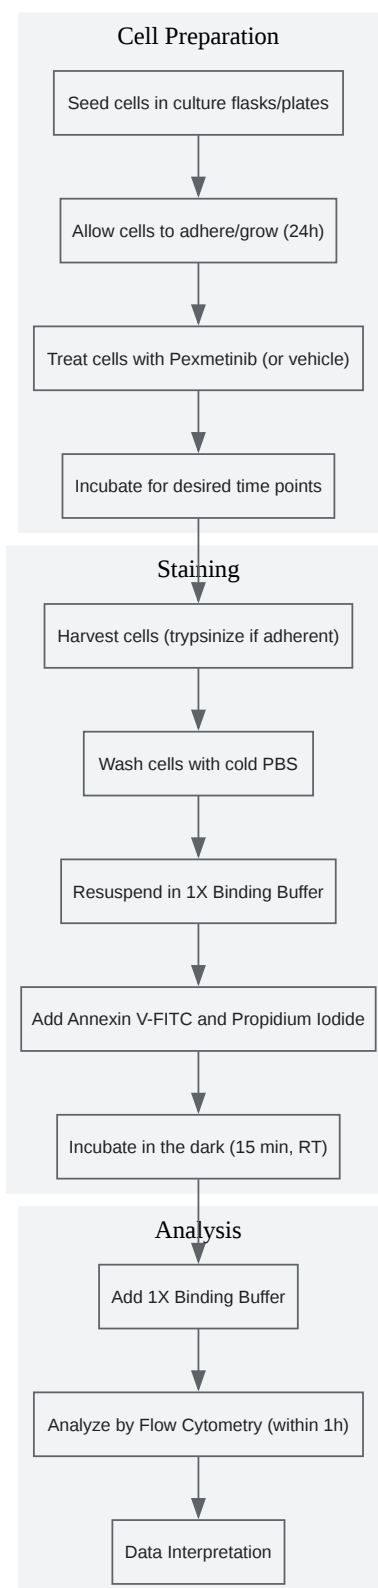 Cell Preparation
Seed cells in culture flasks/plates
Allow cells to adhere/grow (24h)
Treat cells with Pexmetinib (or vehicle)
Incubate for desired time points
Staining
Harvest cells (trypsinize if adherent)
Wash cells with cold PBS
Resuspend in 1X Binding Buffer
Add Annexin V-FITC and Propidium Iodide
Incubate in the dark (15 min, RT)
Analysis
Add 1X Binding Buffer
Analyze by Flow Cytometry (within 1h)
Data Interpretation